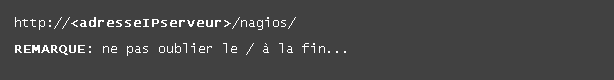 http://<adresseIPserveur>/nagios/
REMARQUE: ne pas oublier le / à la fin...